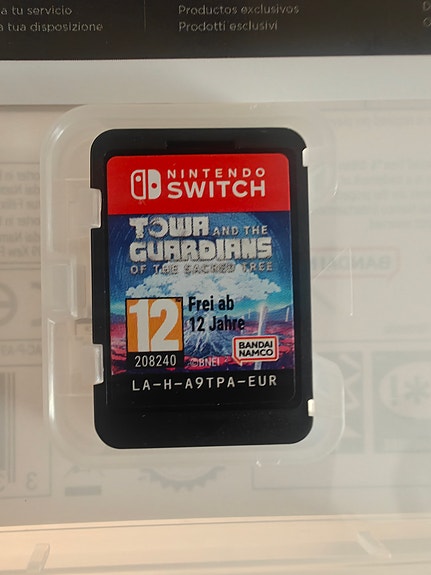 a tu servicio
a tua disposizione
Productos exclusivos
Prodotti esclusivi
NINTENDO
SWITCH
TOWA AND THE
GUARDIANS
OF THE SACRED TREE
12
Frei ab
12 Jahre
208240
©BNEI
BANDAI
NAMCO
LA-H-A9TPA-EUR